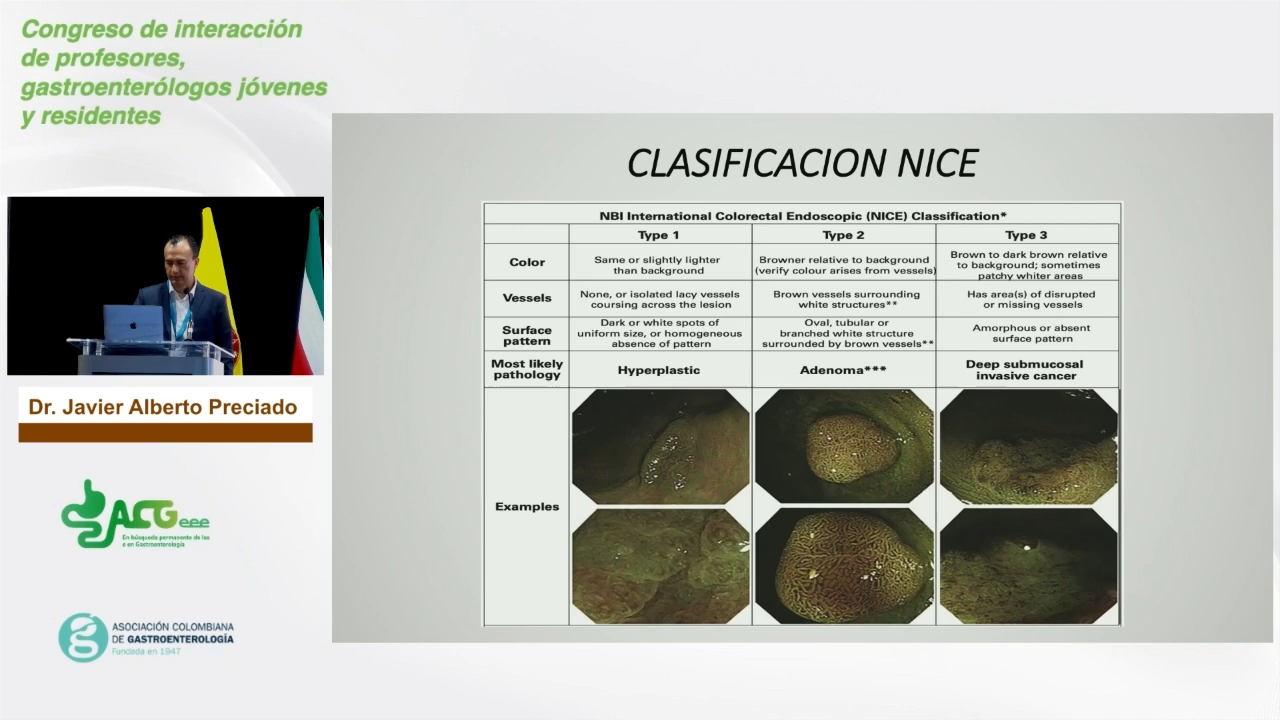 Congreso de interacción
de profesores,
gastroenterólogos jóvenes
y residentes
Dr. Javier Alberto Preciado
ACG eee
En búsqueda permanente de las
e en Gastroenterología
ASOCIACIÓN COLOMBIANA
DE GASTROENTEROLOGÍA
Fundada en 1947
CLASIFICACION NICE
NBI International Colorectal Endoscopic (NICE) Classification*
Type 1
Type 2
Type 3
Color
Same or slightly lighter
than background
Browner relative to background
(verify colour arises from vessels)
Brown to dark brown relative
to background; sometimes
patchy whiter areas
Vessels
None, or isolated lacy vessels
coursing across the lesion
Brown vessels surrounding
white structures**
Has area(s) of disrupted
or missing vessels
Surface
pattern
Dark or white spots of
uniform size, or homogeneous
absence of pattern
Oval, tubular or
branched white structure
surrounded by brown vessels**
Amorphous or absent
surface pattern
Most likely
pathology
Hyperplastic
Adenoma***
Deep submucosal
invasive cancer
Examples